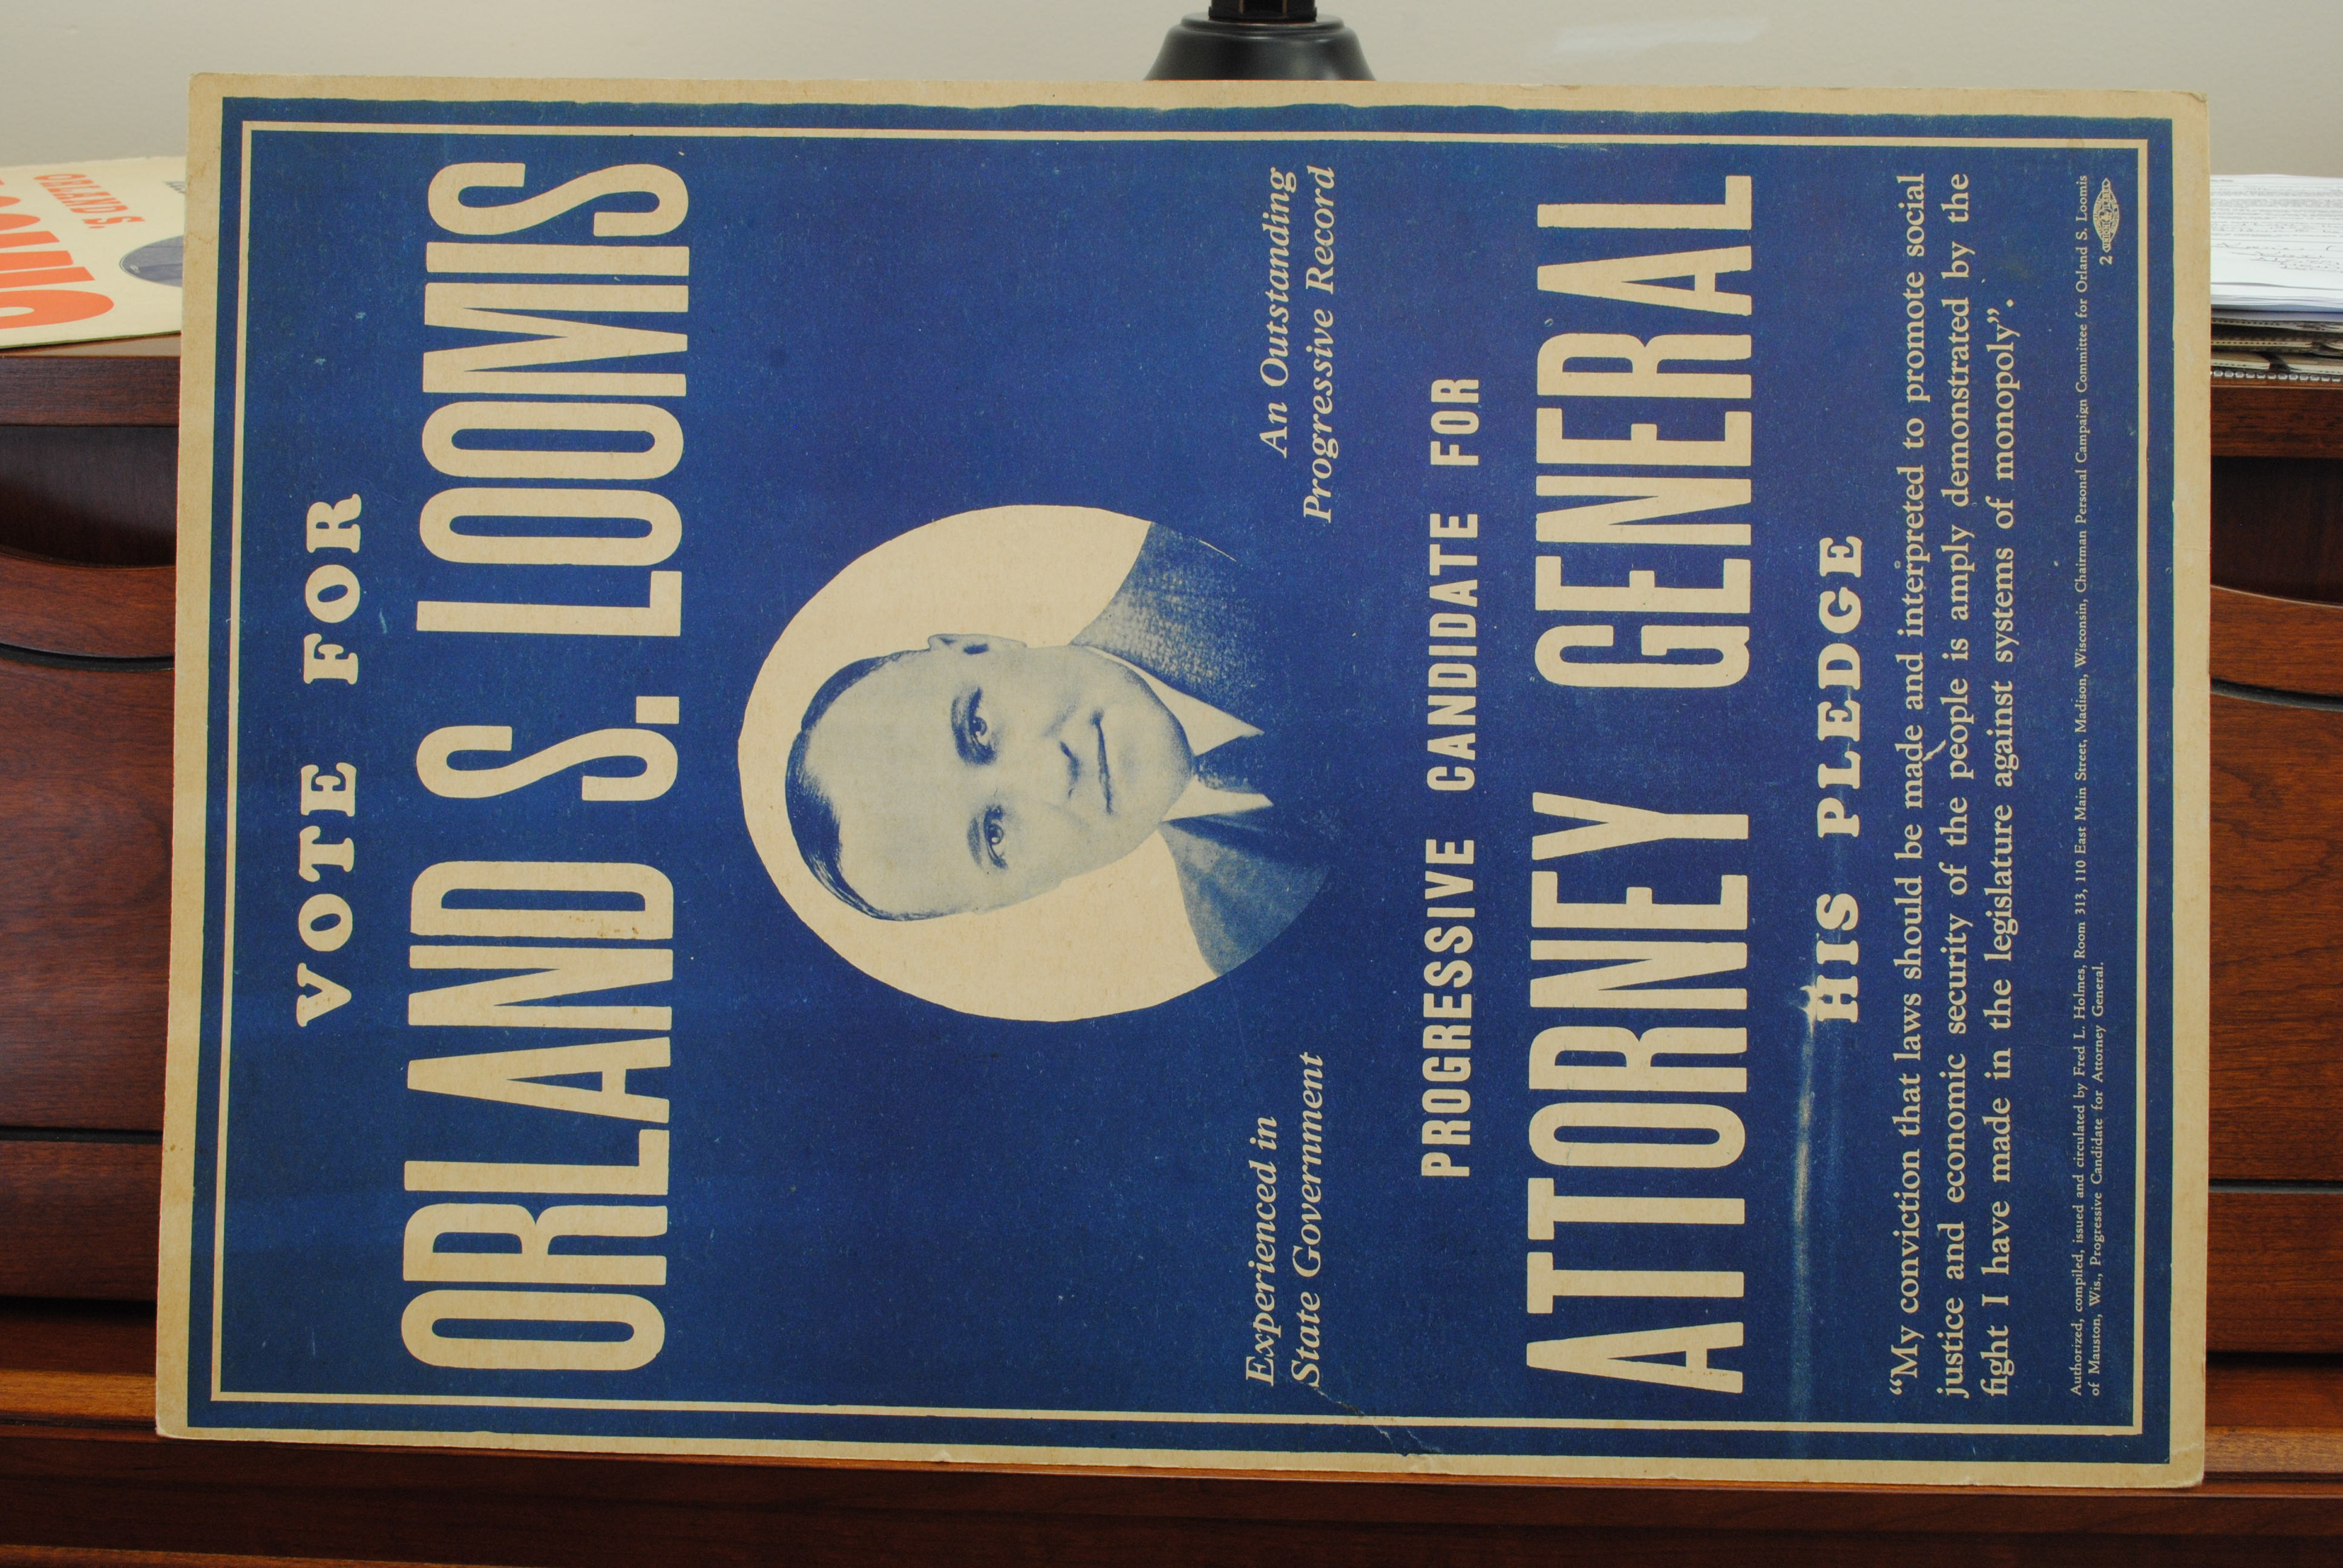 VOTE FOR
ORLAND S. LOOMIS
Experienced in
State Government
An Outstanding
Progressive Record
PROGRESSIVE CANDIDATE FOR
ATTORNEY GENERAL
HIS PLEDGE
“My conviction that laws should be made and interpreted to promote social
justice and economic security of the people is amply demonstrated by the
fight I have made in the legislature against systems of monopoly”.
Authorized, compiled, issued and circulated by Fred L. Holmes, Room 313, 110 East Main Street, Madison, Wisconsin, Chairman Personal Campaign Committee for Orland S. Loomis
of Mauston, Wis., Progressive Candidate for Attorney General.
2
ORLAND S.